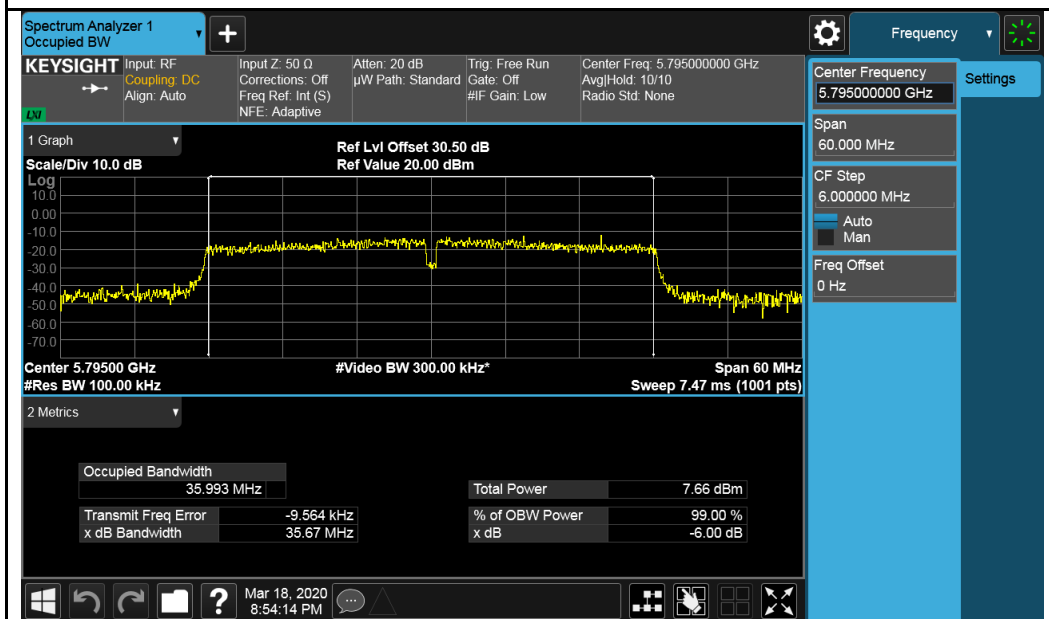 Spectrum Analyzer 1
Occupied BW
+
Frequency
KEYSIGHT
LXI
Input: RF
Coupling: DC
Align: Auto
Input Z: 50 Ω
Corrections: Off
Freq Ref: Int (S)
NFE: Adaptive
Atten: 20 dB
µW Path: Standard
Trig: Free Run
Gate: Off
#IF Gain: Low
Center Freq: 5.795000000 GHz
Avg|Hold: 10/10
Radio Std: None
Center Frequency
5.795000000 GHz
Settings
Span
60.000 MHz
CF Step
6.000000 MHz
Auto
Man
Freq Offset
0 Hz
1 Graph
Scale/Div 10.0 dB
Ref Lvl Offset 30.50 dB
Ref Value 20.00 dBm
Log
10.0
0.00
-10.0
-20.0
-30.0
-40.0
-50.0
-60.0
-70.0
Center 5.79500 GHz
#Video BW 300.00 kHz*
Span 60 MHz
#Res BW 100.00 kHz
Sweep 7.47 ms (1001 pts)
2 Metrics
Occupied Bandwidth
35.993 MHz
Total Power 7.66 dBm
Transmit Freq Error -9.564 kHz
% of OBW Power 99.00 %
x dB Bandwidth 35.67 MHz
x dB -6.00 dB
?
Mar 18, 2020
8:54:14 PM